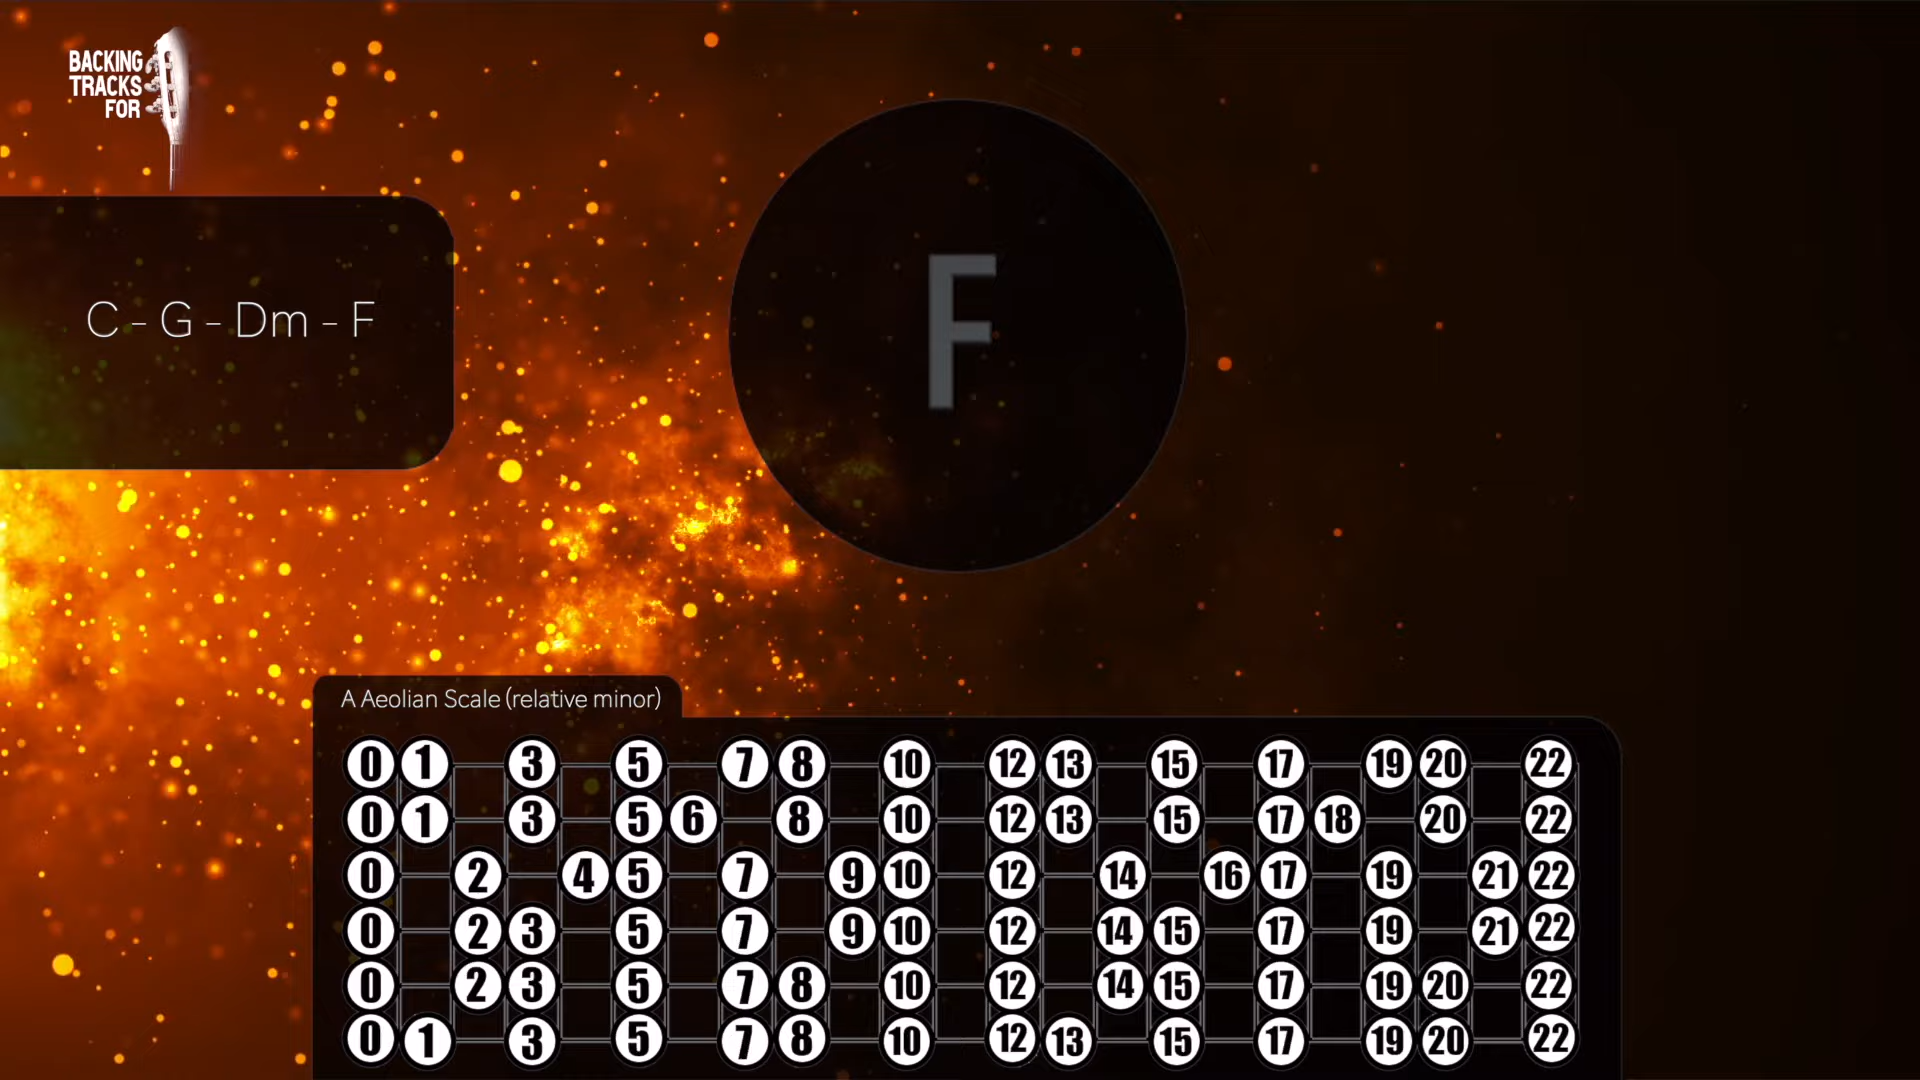 BACKING
TRACKS
FOR
C - G - Dm - F
F
A Aeolian Scale (relative minor)
0 1 3 5 7 8 10 12 13 15 17 19 20 22
0 1 3 5 6 8 10 12 13 15 17 18 20 22
0 2 4 5 7 9 10 12 14 16 17 19 21 22
0 2 3 5 7 9 10 12 14 15 17 19 21 22
0 2 3 5 7 8 10 12 14 15 17 19 20 22
0 1 3 5 7 8 10 12 13 15 17 19 20 22